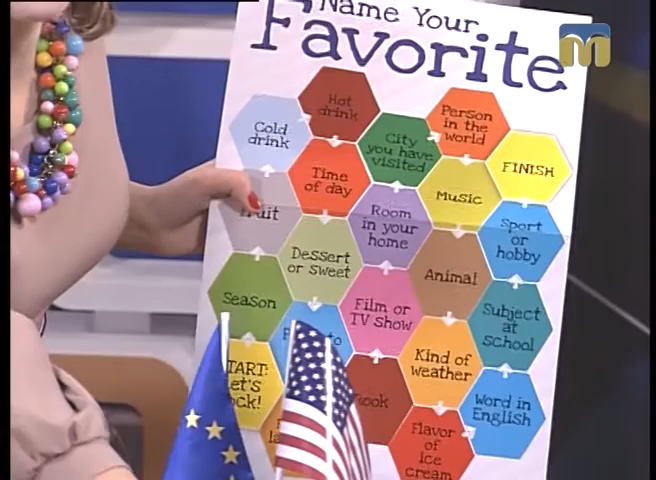 Name Your
Favorite
m
Hot
drink
Person
in the
world
Cold
drink
City
you have
visited
FINISH
Time
of day
Music
Room
in your
home
Sport
or
hobby
Dessert
or sweet
Animal
Season
Film or
TV show
Subject
at
school
Kind of
weather
Word in
English
Flavor
of
ice
cream